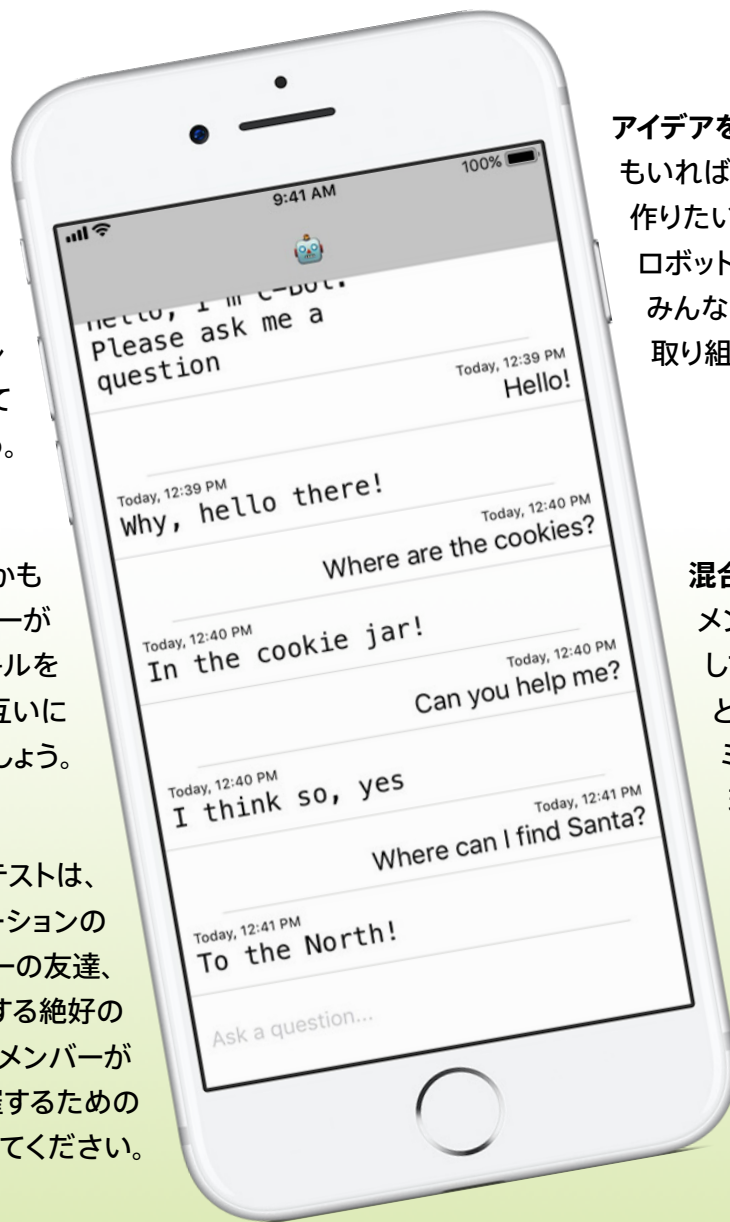 アイデアを
もいれば
作りたい
ロボット
みんな
取り組
て
。
かも
ーが
ールを
互いに
しょう。
テストは、
ーションの
ーの友達、
する絶好の
メンバーが
催するための
てください。
9:41 AM
100%
Hello, I'm C-Bot.
Please ask me a
question
Today, 12:39 PM
Hello!
Today, 12:39 PM
Why, hello there!
Today, 12:40 PM
Where are the cookies?
Today, 12:40 PM
In the cookie jar!
Today, 12:40 PM
Can you help me?
Today, 12:40 PM
I think so, yes
Today, 12:41 PM
Where can I find Santa?
Today, 12:41 PM
To the North!
Ask a question...
混合
メン
し
と